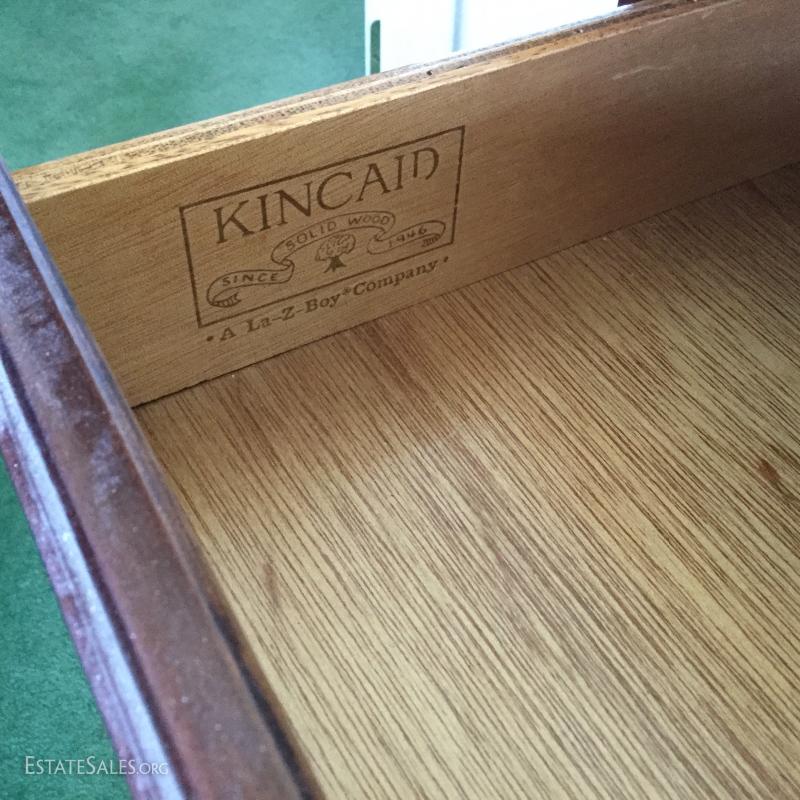 KINCAID
SOLID WOOD
SINCE 1946
• A La-Z-Boy® Company •
ESTATESALES.ORG